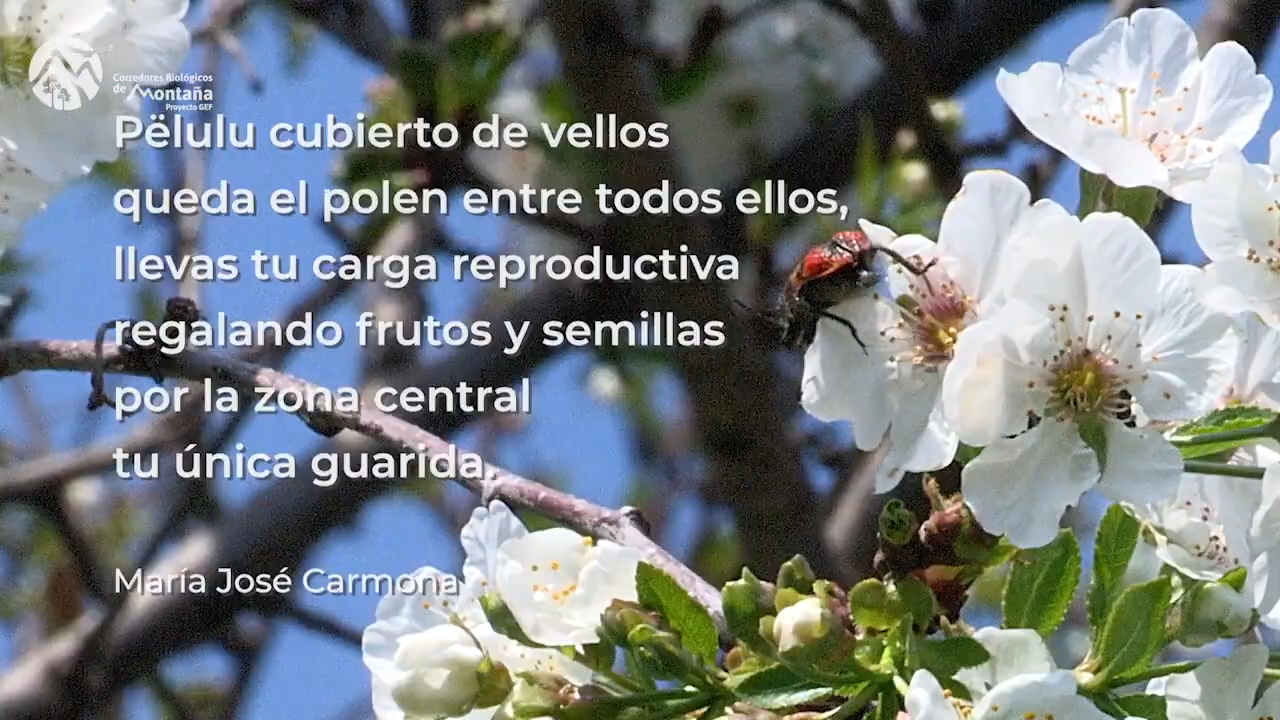 Corredores Biológicos
de Montaña
Proyecto GEF
Pëlulu cubierto de vellos
queda el polen entre todos ellos,
llevas tu carga reproductiva
regalando frutos y semillas
por la zona central
tu única guarida.
María José Carmona